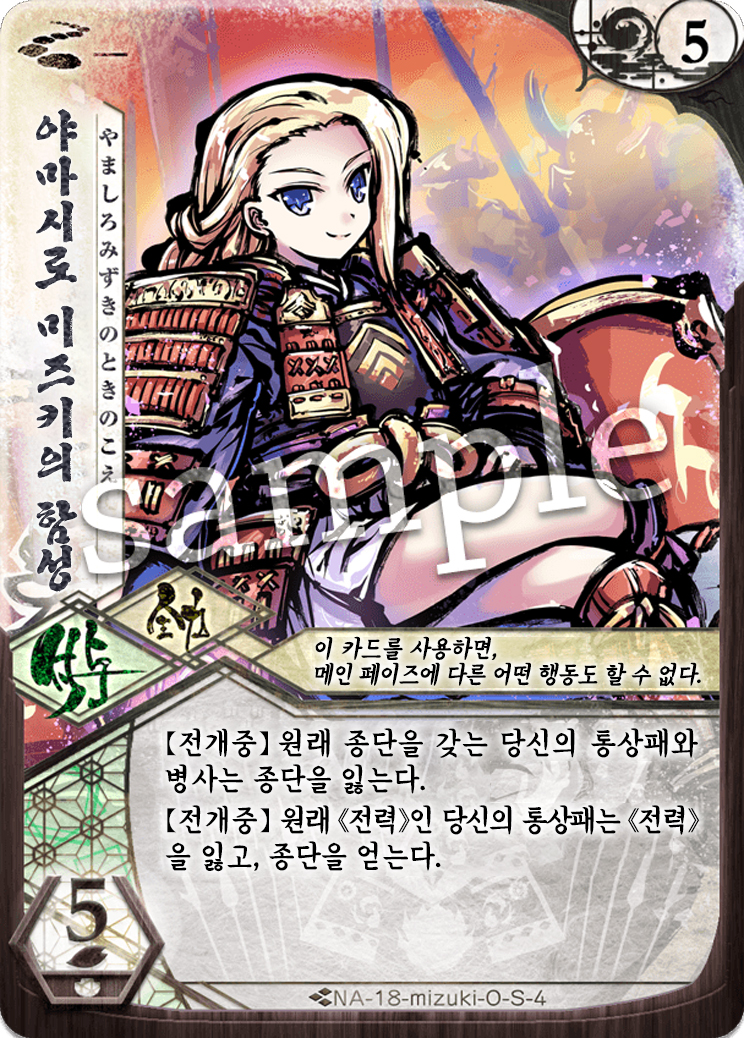 5
야마시로 미즈키의 함성
やましろみずきのときのこえ
sample
이 카드를 사용하면,
메인 페이즈에 다른 어떤 행동도 할 수 없다.
【전개중】원래 종단을 갖는 당신의 통상패와
병사는 종단을 잃는다.
【전개중】원래 《전력》인 당신의 통상패는 《전력》
을 잃고, 종단을 얻는다.
5
NA-18-mizuki-O-S-4